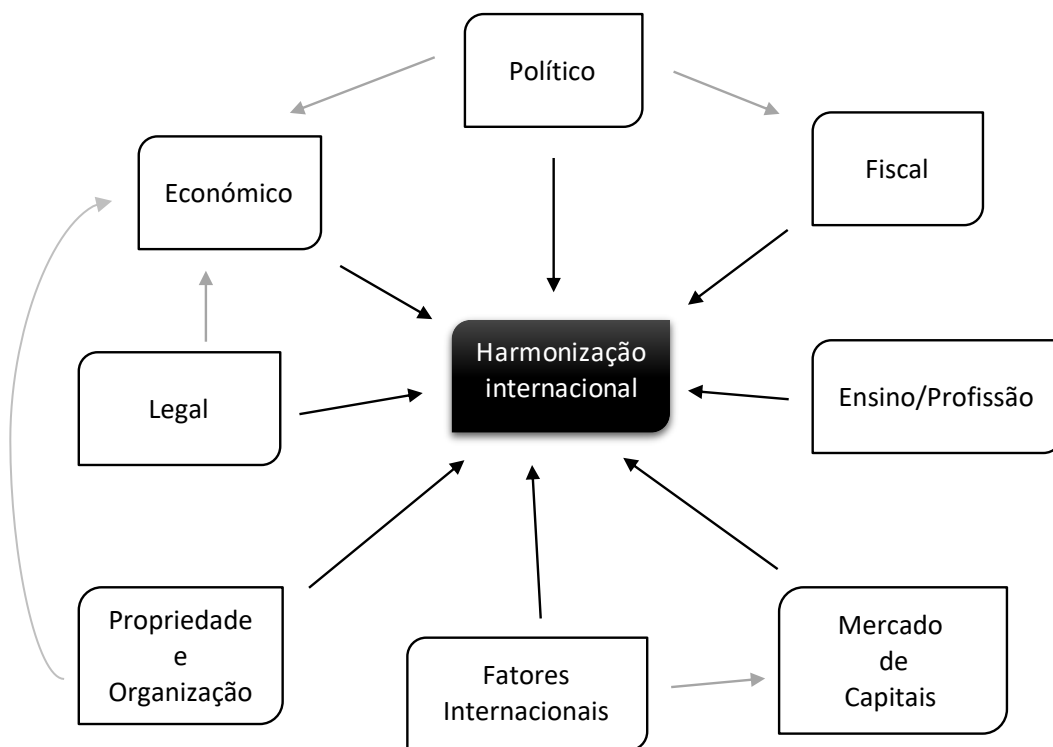 Político
Económico
Fiscal
Harmonização
internacional
Legal
Ensino/Profissão
Propriedade
e
Organização
Fatores
Internacionais
Mercado
de
Capitais